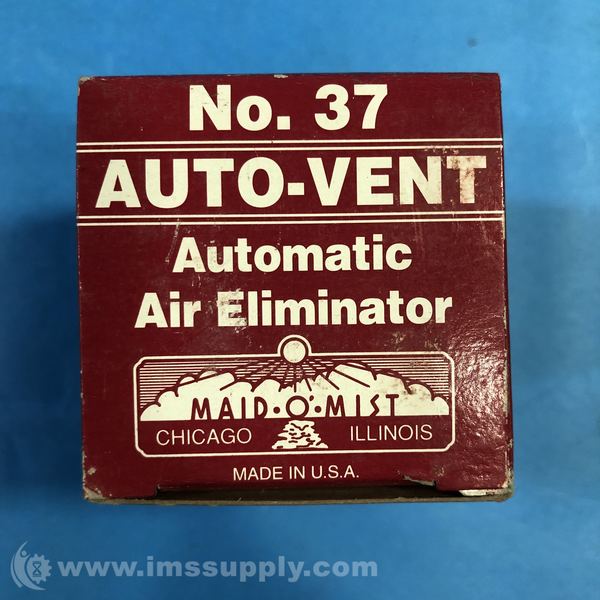 No. 37
AUTO-VENT
Automatic
Air Eliminator
MAID·O'·MIST
CHICAGO ILLINOIS
MADE IN U.S.A.
www.imssupply.com